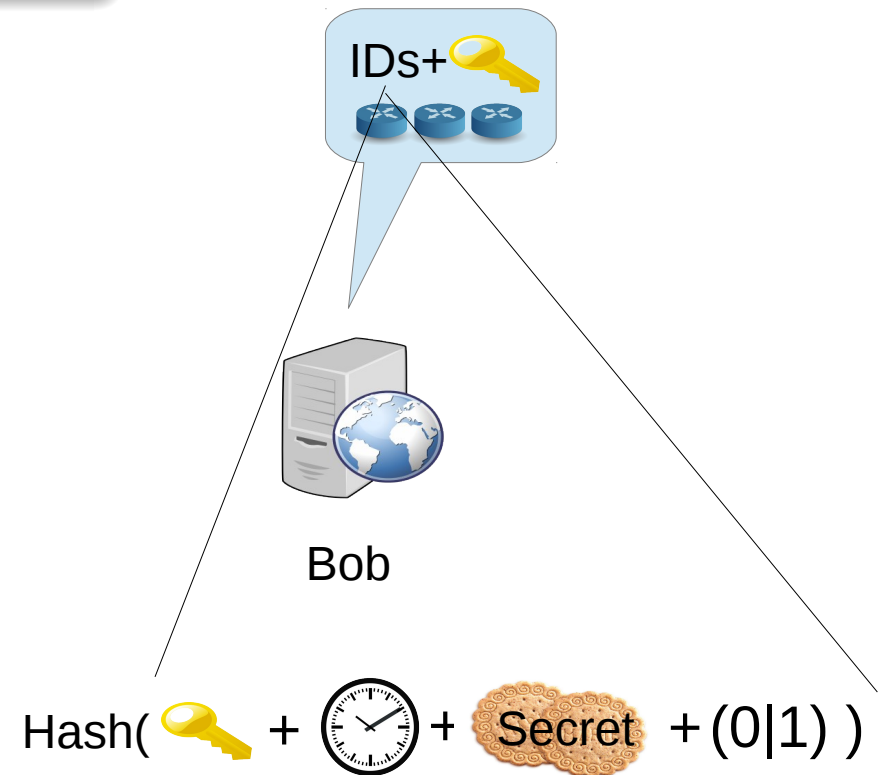 IDs+
Bob
Hash( + + Secret +(0|1) )